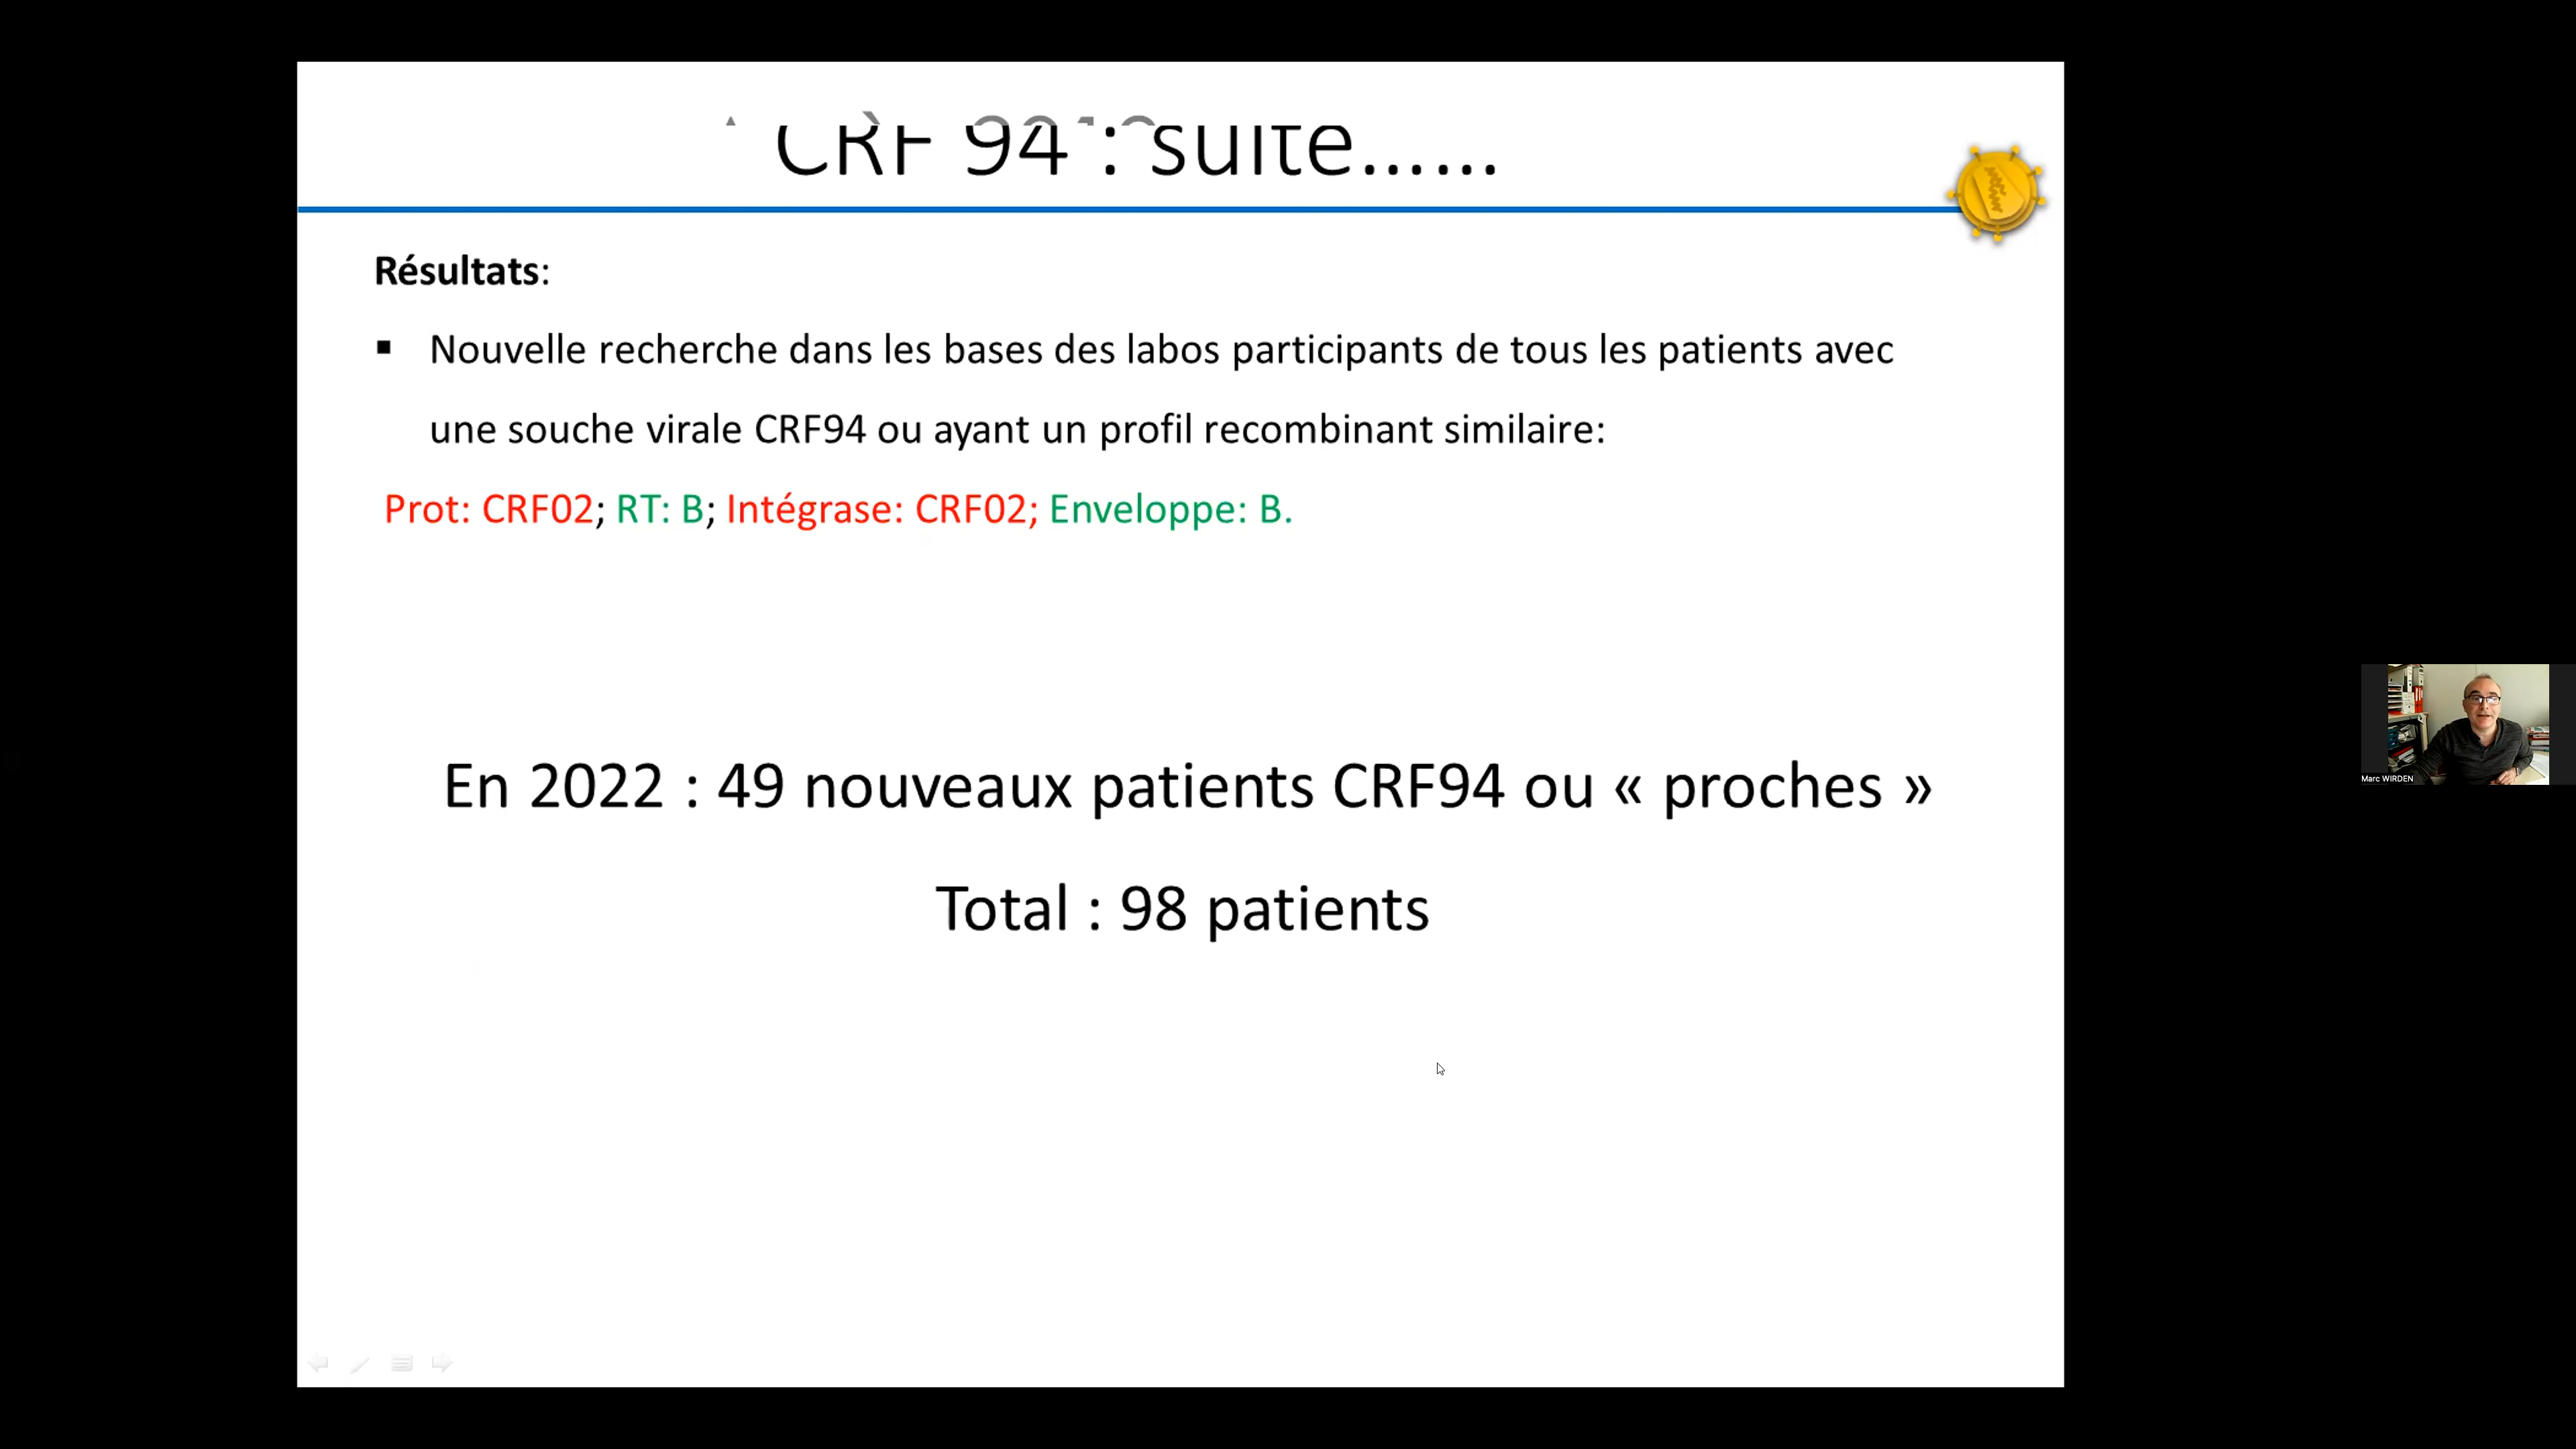 CRF 94 : suite......
Résultats:
▪ Nouvelle recherche dans les bases des labos participants de tous les patients avec
une souche virale CRF94 ou ayant un profil recombinant similaire:
Prot: CRF02; RT: B; Intégrase: CRF02; Enveloppe: B.
En 2022 : 49 nouveaux patients CRF94 ou « proches »
Marc WIRDEN
Total : 98 patients